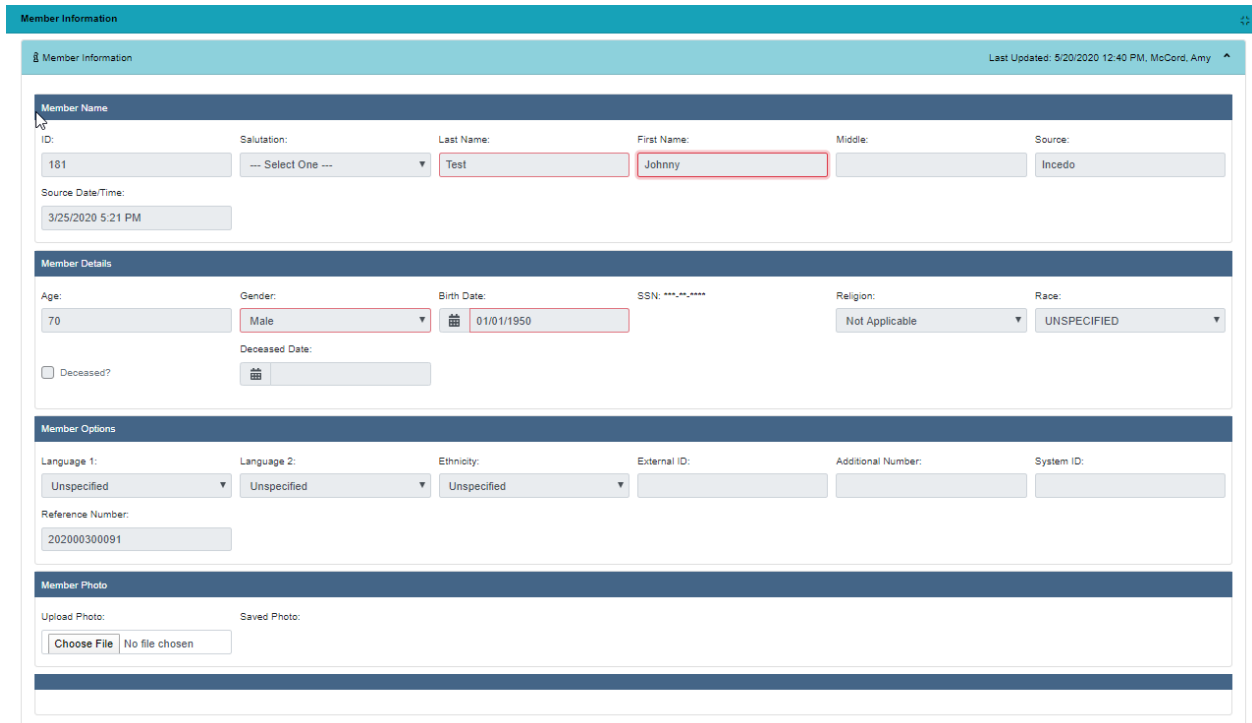 Member Information
Member Information Last Updated: 5/20/2020 12:40 PM, McCord, Amy
Member Name
ID: Salutation: Last Name: First Name: Middle: Source:
181 --- Select One --- Test Johnny Incedo
Source Date/Time:
3/25/2020 5:21 PM
Member Details
Age: Gender: Birth Date: SSN: ***-**-**** Religion: Race:
70 Male 01/01/1950 Not Applicable UNSPECIFIED
Deceased Date:
Deceased?
Member Options
Language 1: Language 2: Ethnicity: External ID: Additional Number: System ID:
Unspecified Unspecified Unspecified
Reference Number:
202000300091
Member Photo
Upload Photo: Saved Photo:
Choose File No file chosen